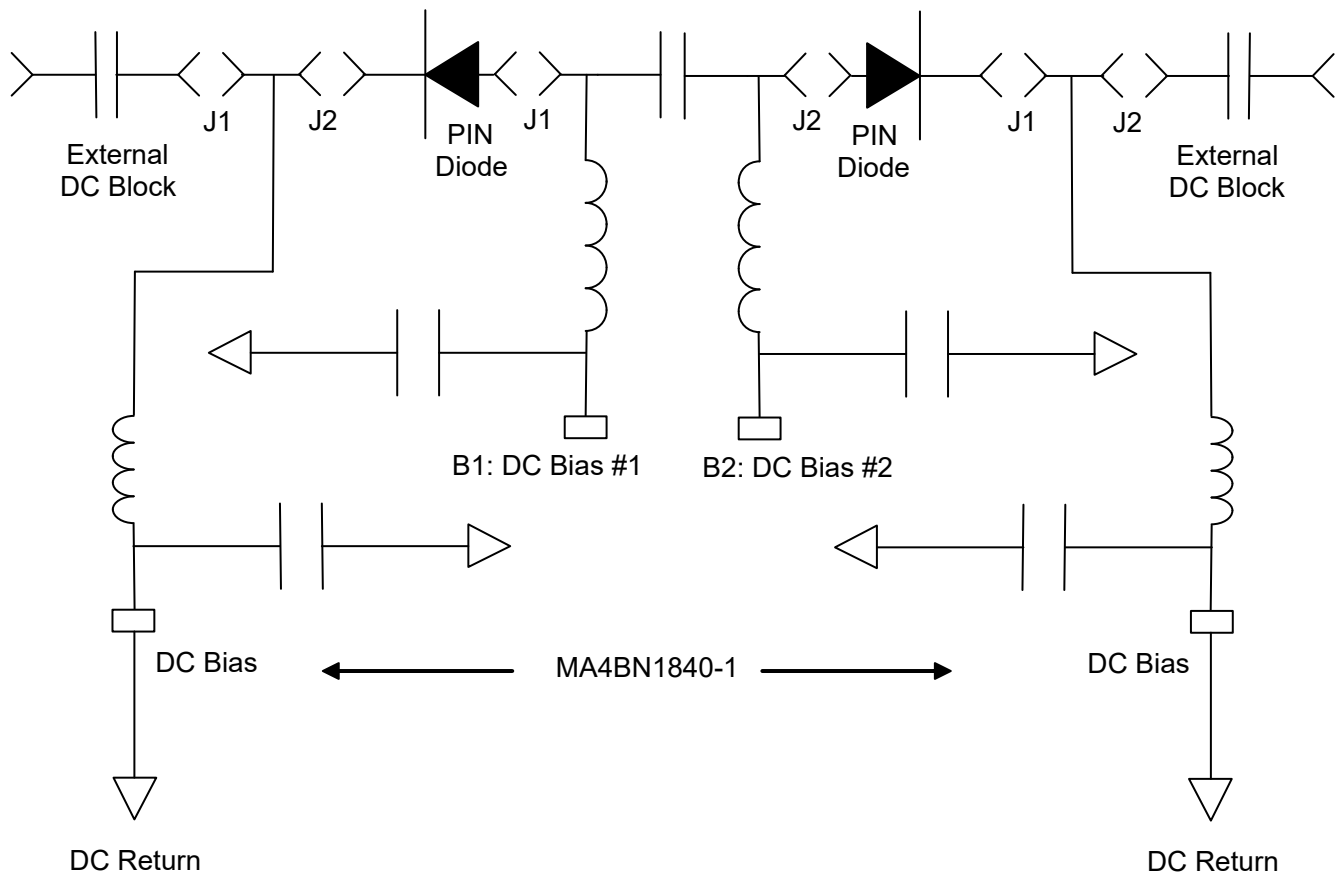 J1
J2
J1
J2
J1
J2
External
DC Block
PIN
Diode
PIN
Diode
External
DC Block
B1: DC Bias #1
B2: DC Bias #2
DC Bias
MA4BN1840-1
DC Bias
DC Return
DC Return